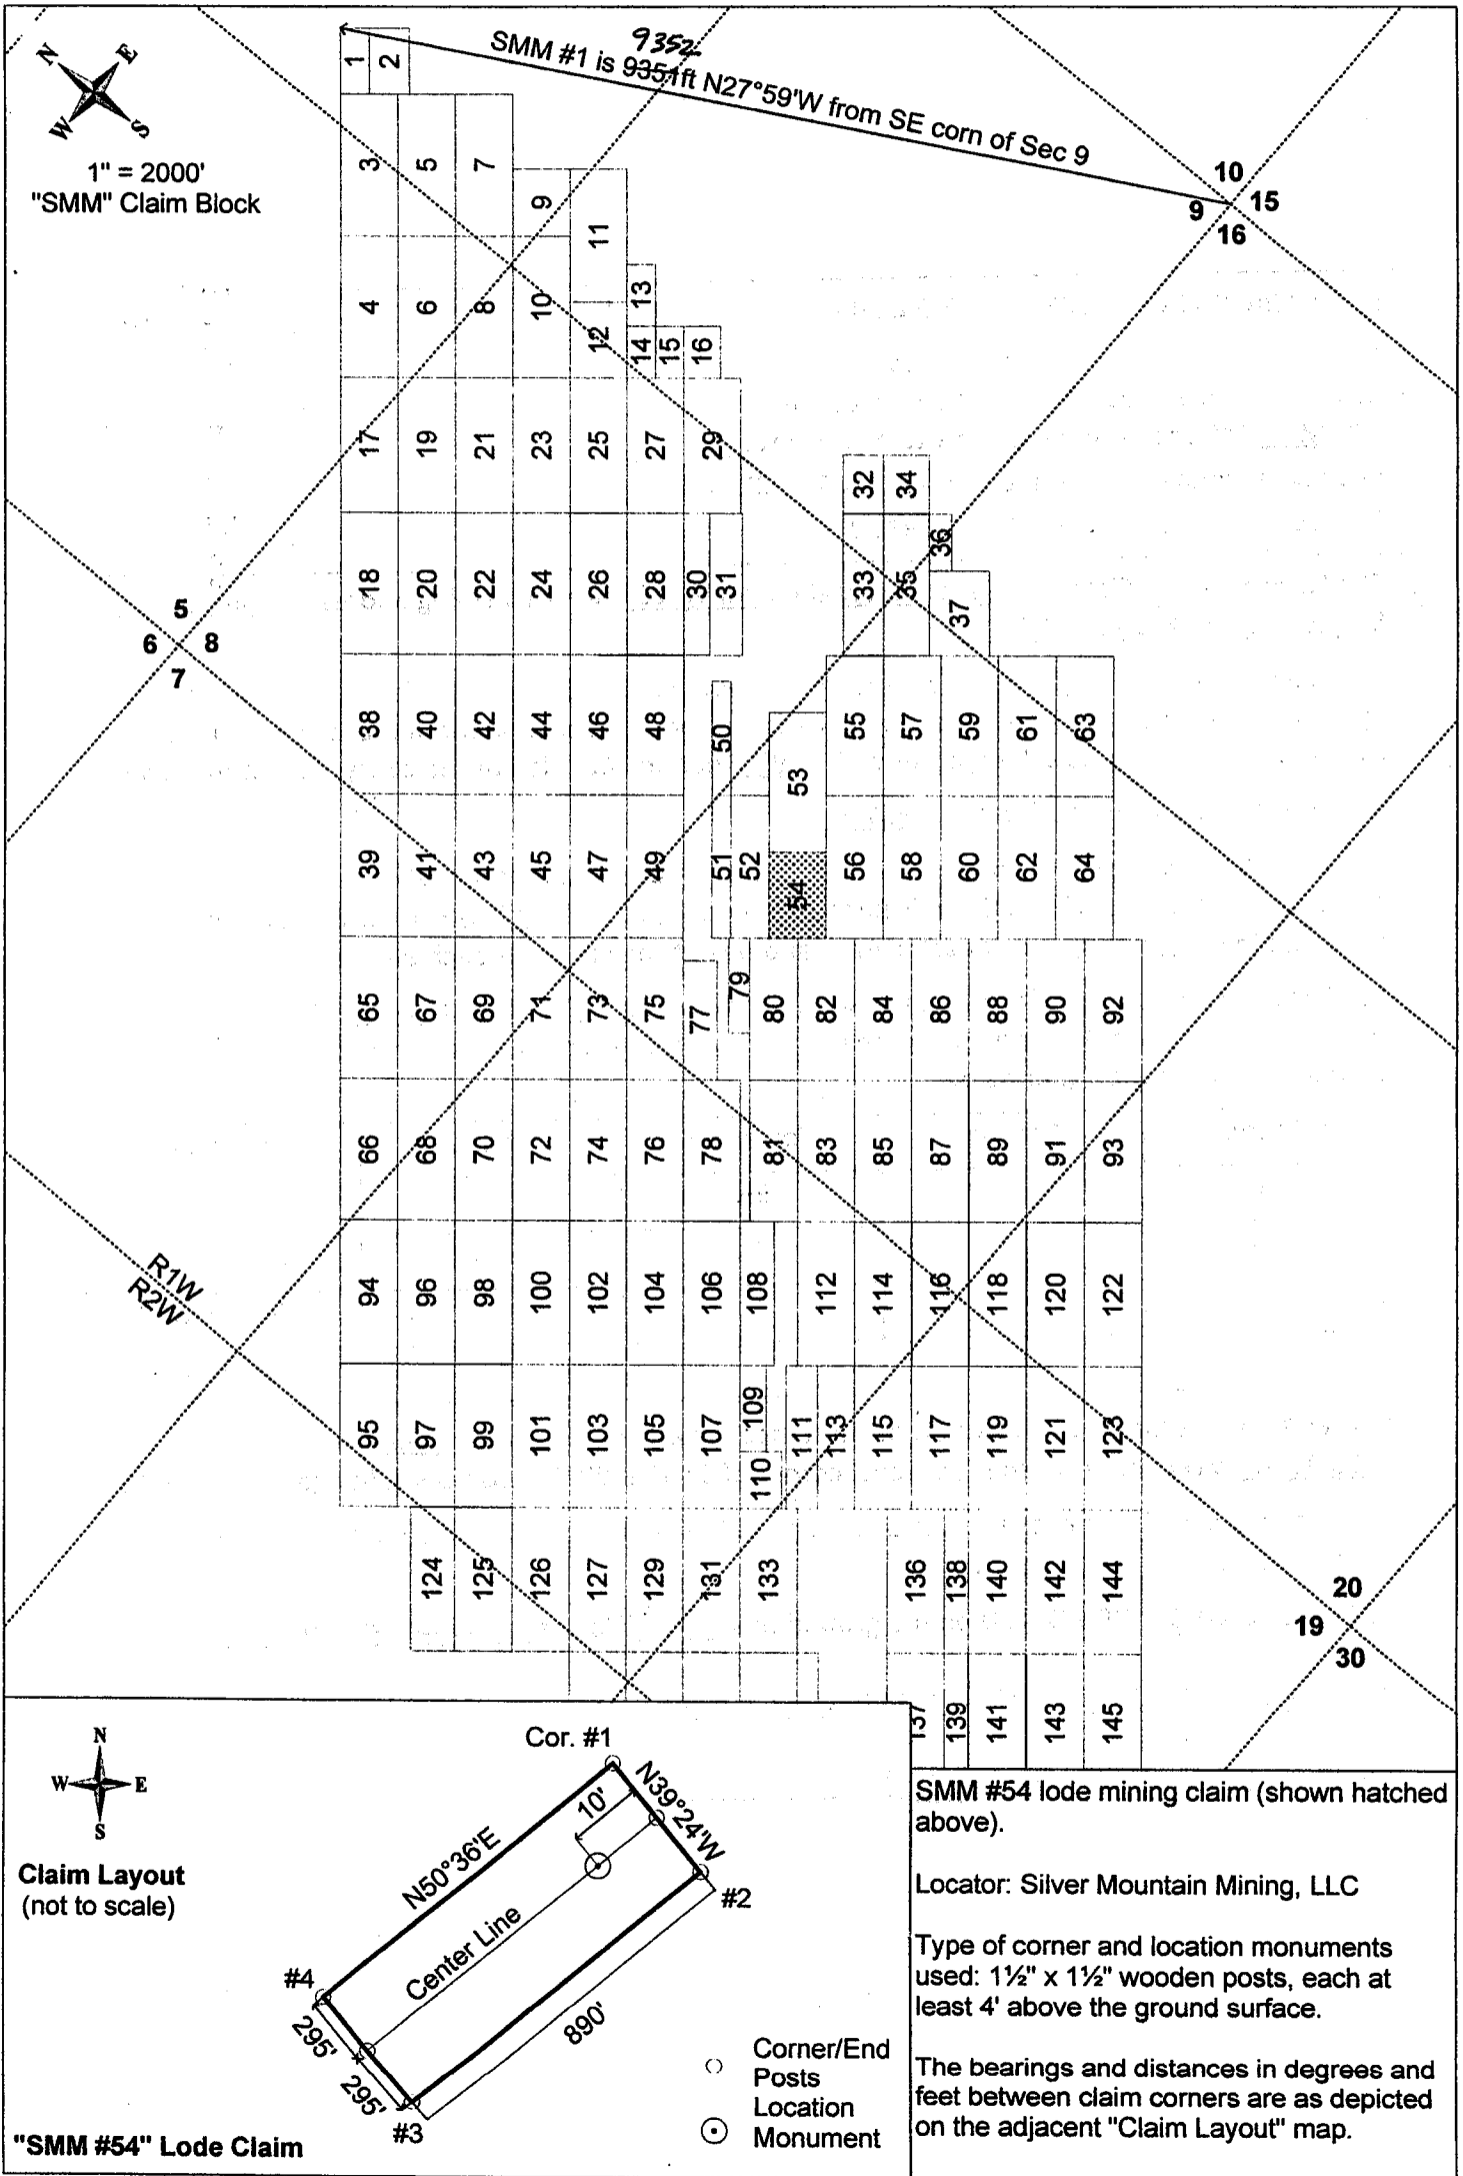 N
E
W
S
1" = 2000'
"SMM" Claim Block
9352
SMM #1 is 9351ft N27°59'W from SE corn of Sec 9
10
9 15
16
1 2
3 5 7
9
11
4 6 8 10
12
13
14 15 16
17 19 21 23 25 27 29
32 34
18 20 22 24 26 28 30 31
33 35 36
37
5
6 8
7
38 40 42 44 46 48 50
53
55 57 59 61 63
39 41 43 45 47 49 51 52
54
56 58 60 62 64
65 67 69 71 73 75 77 79 80 82 84 86 88 90 92
66 68 70 72 74 76 78 81 83 85 87 89 91 93
R1W
R2W
94 96 98 100 102 104 106 108 112 114 116 118 120 122
95 97 99 101 103 105 107 109
110
111 113 115 117 119 121 123
124 125 126 127 129 131 133 136 138 140 142 144
20
19
30
137 139 141 143 145
N
W E
S
Claim Layout
(not to scale)
Cor. #1
N39°24'W
10'
N50°36'E
#2
Center Line
#4
295'
295'
890'
#3
Corner/End
Posts
Location
Monument
"SMM #54" Lode Claim
SMM #54 lode mining claim (shown hatched
above).
Locator: Silver Mountain Mining, LLC
Type of corner and location monuments
used: 1½" x 1½" wooden posts, each at
least 4' above the ground surface.
The bearings and distances in degrees and
feet between claim corners are as depicted
on the adjacent "Claim Layout" map.